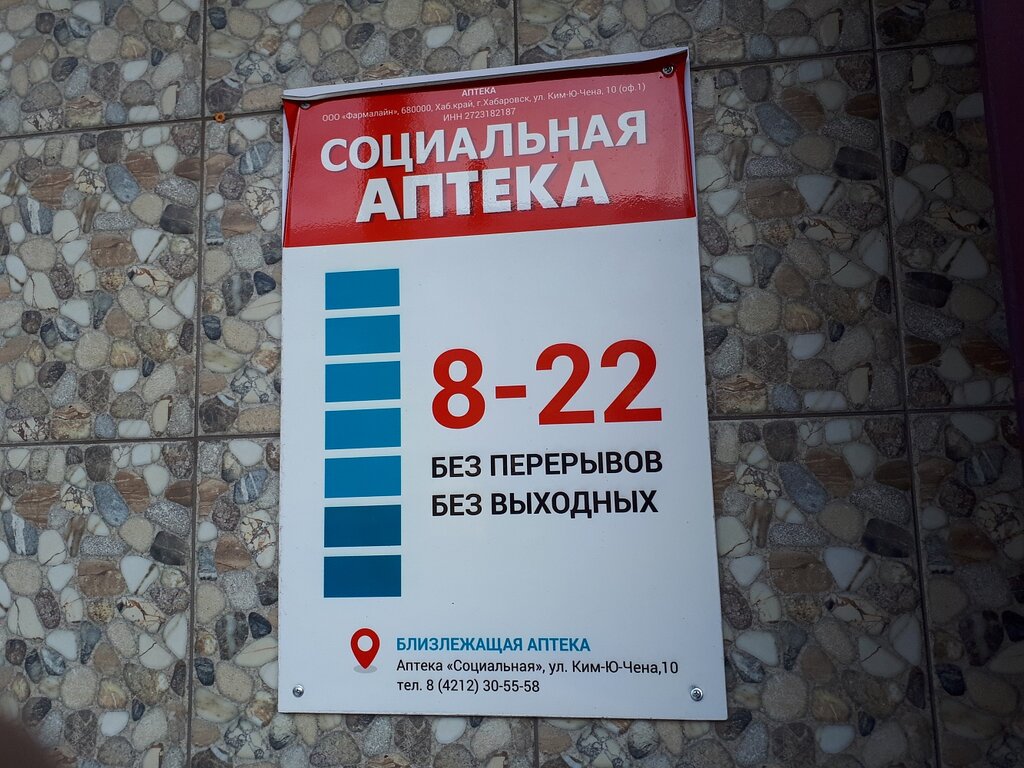 АПТЕКА
ООО «Фармалайн», 680000, Хаб.край, г.Хабаровск, ул. Ким-Ю-Чена, 10 (оф.1)
ИНН 2723182187
СОЦИАЛЬНАЯ
АПТЕКА
8-22
БЕЗ ПЕРЕРЫВОВ
БЕЗ ВЫХОДНЫХ
БЛИЗЛЕЖАЩАЯ АПТЕКА
Аптека «Социальная», ул. Ким-Ю-Чена,10
тел. 8 (4212) 30-55-58